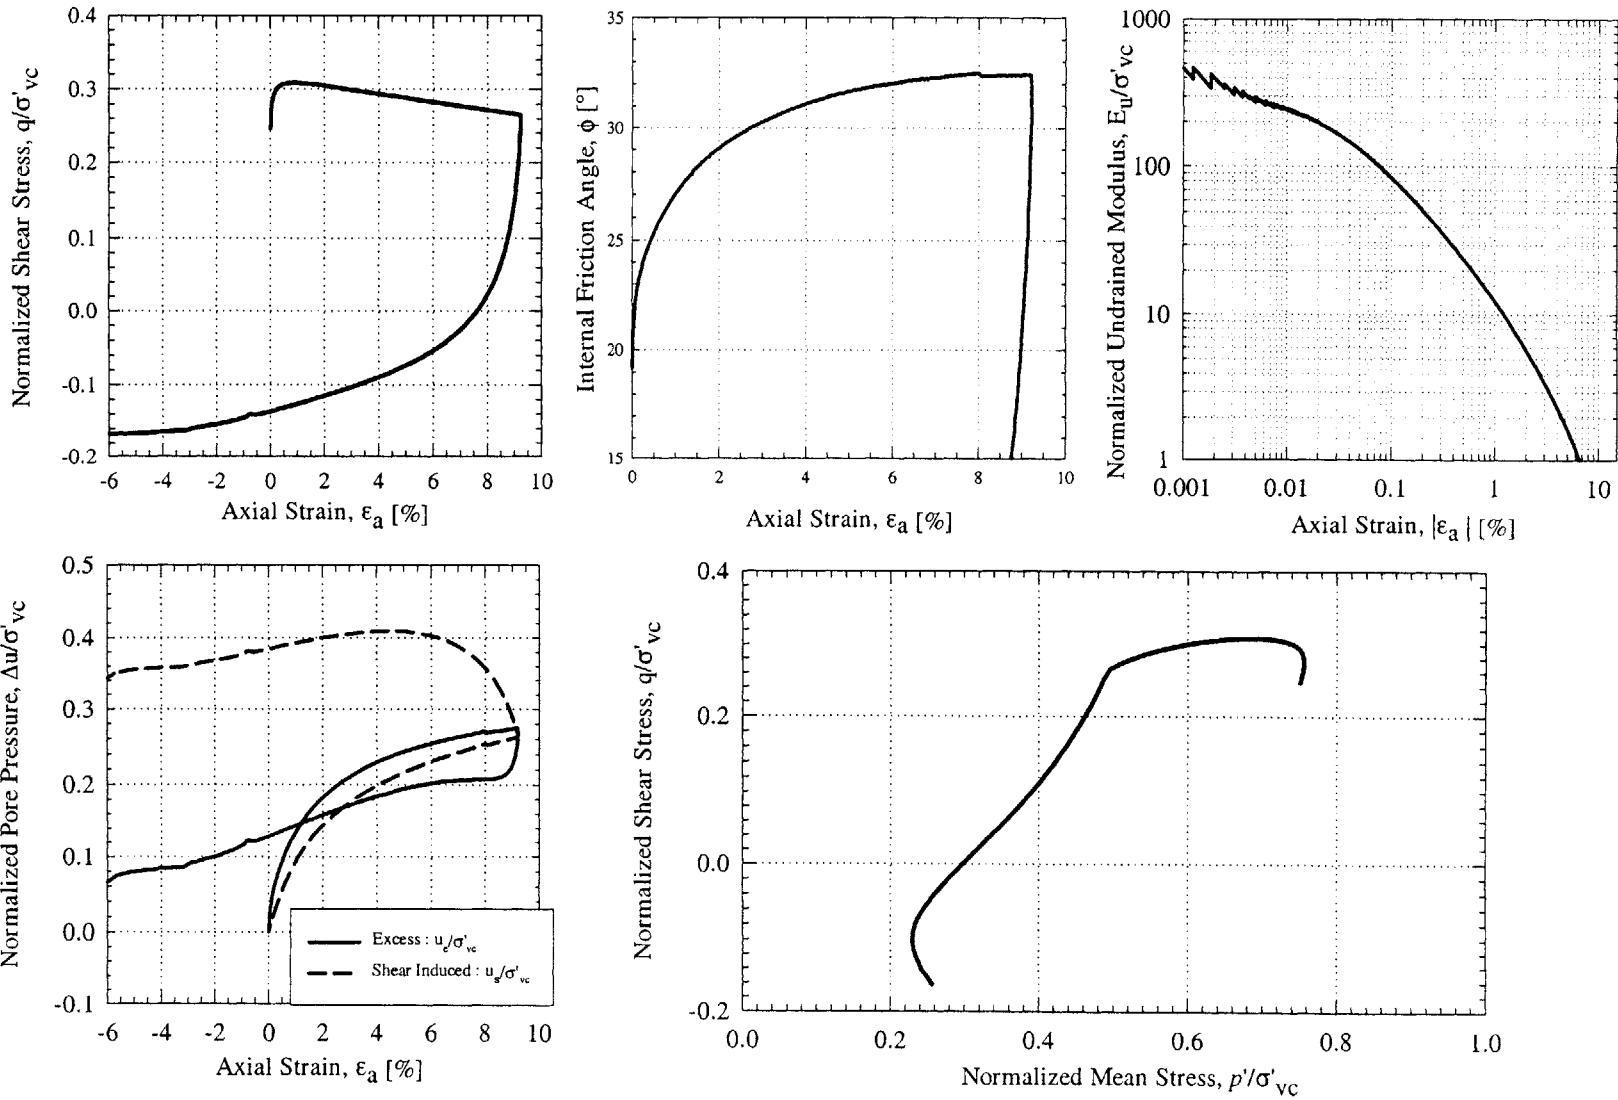 Normalized Shear Stress, q/σ'vc
0.4
0.3
0.2
0.1
0.0
-0.1
-0.2
-6 -4 -2 0 2 4 6 8 10
Axial Strain, εa [%]
Internal Friction Angle, ϕ [°]
35
30
25
20
15
0 2 4 6 8 10
Axial Strain, εa [%]
Normalized Undrained Modulus, Eu/σ'vc
1000
100
10
1
0.001 0.01 0.1 1 10
Axial Strain, |εa| [%]
Normalized Pore Pressure, Δu/σ'vc
0.5
0.4
0.3
0.2
0.1
0.0
-0.1
-6 -4 -2 0 2 4 6 8 10
Axial Strain, εa [%]
Excess : ue/σ'vc
Shear Induced : us/σ'vc
Normalized Shear Stress, q/σ'vc
0.4
0.2
0.0
-0.2
0.0 0.2 0.4 0.6 0.8 1.0
Normalized Mean Stress, p'/σ'vc